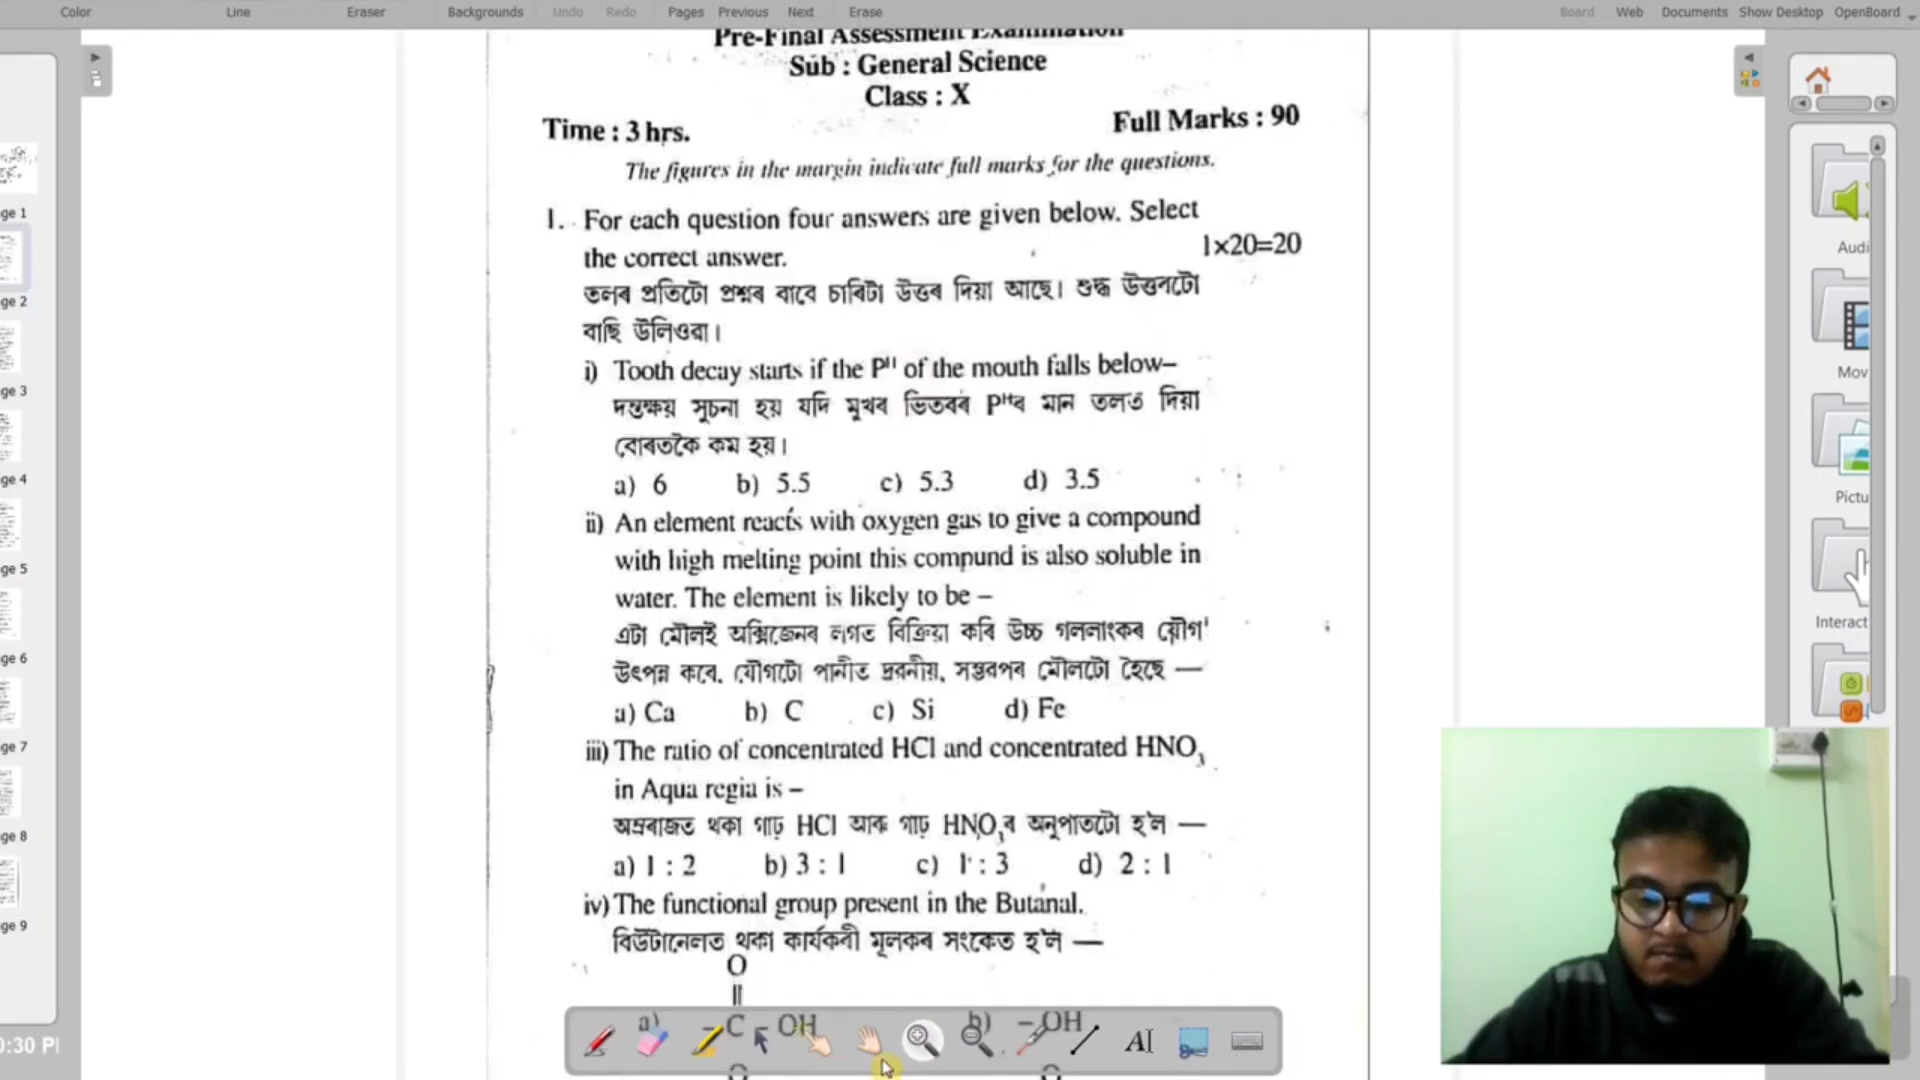 Color Line Eraser Backgrounds Undo Redo Pages Previous Next Erase Board Web Documents Show Desktop OpenBoard
Pre-Final Assessment Examination
Sub : General Science
Class : X
Time : 3 hrs. Full Marks : 90
The figures in the margin indicate full marks for the questions.
1. For each question four answers are given below. Select
the correct answer. 1×20=20
তলৰ প্ৰতিটো প্ৰশ্নৰ বাবে চাৰিটা উত্তৰ দিয়া আছে। শুদ্ধ উত্তৰটো
বাছি উলিওৱা।
i) Tooth decay starts if the Pᴴ of the mouth falls below–
দন্তক্ষয় সুচনা হয় যদি মুখৰ ভিতৰৰ Pᴴৰ মান তলত দিয়া
বোৰতকৈ কম হয়।
a) 6 b) 5.5 c) 5.3 d) 3.5
ii) An element reacts with oxygen gas to give a compound
with high melting point this compund is also soluble in
water. The element is likely to be –
এটা মৌলই অক্সিজেনৰ লগত বিক্ৰিয়া কৰি উচ্চ গলনাংকৰ যৌগ
উৎপন্ন কৰে, যৌগটো পানীত দ্ৰৱনীয়, সম্ভৱপৰ মৌলটো হৈছে —
a) Ca b) C c) Si d) Fe
iii) The ratio of concentrated HCl and concentrated HNO₃
in Aqua regia is –
অম্লৰাজত থকা গাঢ় HCl আৰু গাঢ় HNO₃ৰ অনুপাতটো হ'ল —
a) 1 : 2 b) 3 : 1 c) 1 : 3 d) 2 : 1
iv) The functional group present in the Butanal.
বিউটানেলত থকা কাৰ্যকৰী মূলকৰ সংকেত হ'ল —
O
||
a) – C OH b) – OH
ge 1
ge 2
ge 3
ge 4
ge 5
ge 6
ge 7
ge 8
ge 9
0:30 P
Audi
Mov
Pictu
Interact
AI